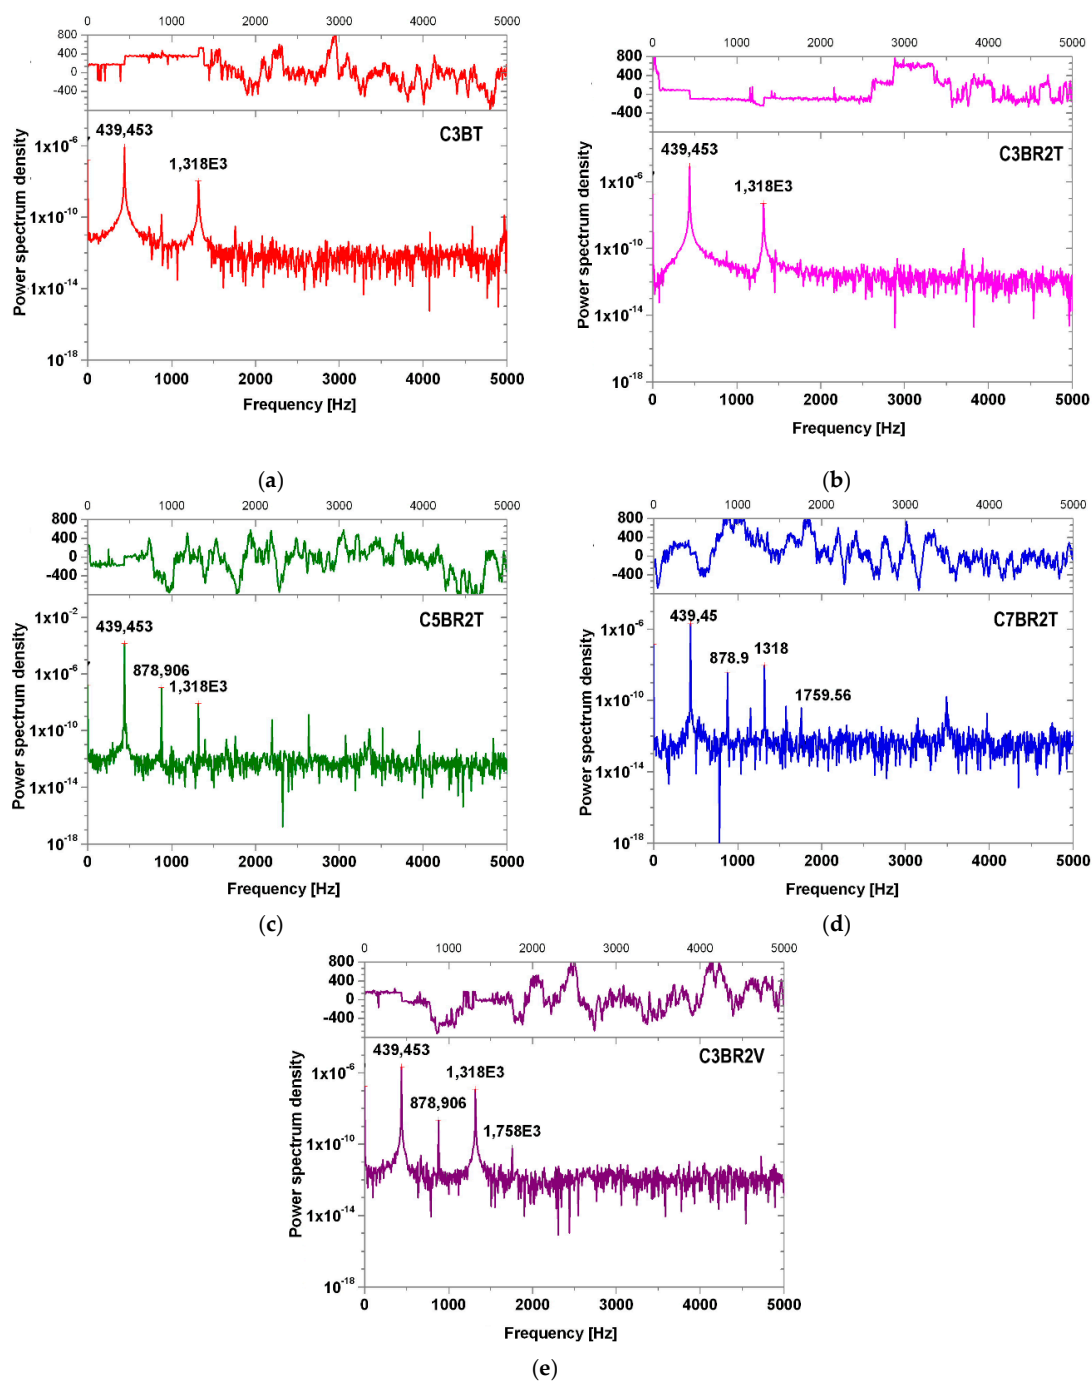 0 1000 2000 3000 4000 5000
800
400
0
-400
C3BT
439,453
1,318E3
1x10-6
1x10-10
1x10-14
10-18
Power spectrum density
0 1000 2000 3000 4000 5000
Frequency [Hz]
(a)
0 1000 2000 3000 4000 5000
800
400
0
-400
C3BR2T
439,453
1,318E3
1x10-6
1x10-10
1x10-14
10-18
Power spectrum density
0 1000 2000 3000 4000 5000
Frequency [Hz]
(b)
0 1000 2000 3000 4000 5000
800
400
0
-400
C5BR2T
439,453
878,906
1,318E3
1x10-2
1x10-6
1x10-10
1x10-14
10-18
Power spectrum density
0 1000 2000 3000 4000 5000
Frequency [Hz]
(c)
0 1000 2000 3000 4000 5000
800
400
0
-400
C7BR2T
439,45
878.9
1318
1759.56
1x10-6
1x10-10
1x10-14
10-18
Power spectrum density
0 1000 2000 3000 4000 5000
Frequency [Hz]
(d)
0 1000 2000 3000 4000 5000
800
400
0
-400
C3BR2V
439,453
1,318E3
878,906
1,758E3
1x10-6
1x10-10
1x10-14
10-18
Power spectrum density
0 1000 2000 3000 4000 5000
Frequency [Hz]
(e)